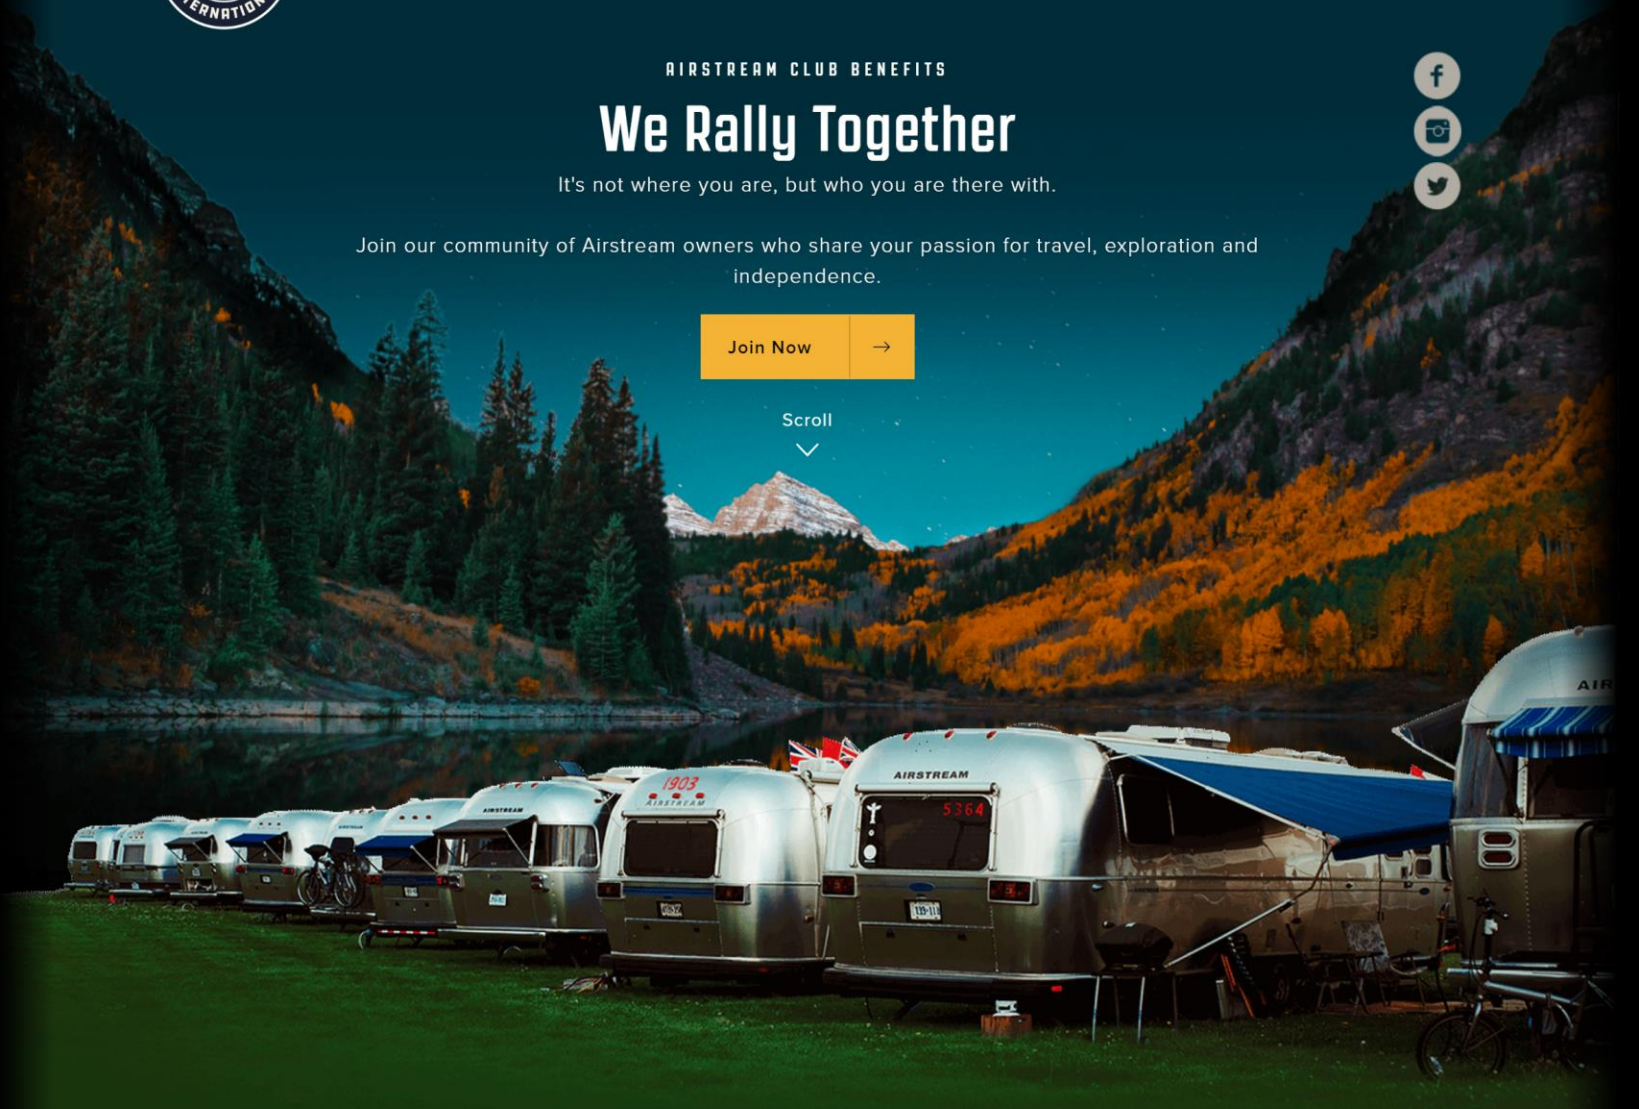 AIRSTREAM CLUB BENEFITS
We Rally Together
It's not where you are, but who you are there with.
Join our community of Airstream owners who share your passion for travel, exploration and
independence.
Join Now
Scroll
AIRSTREAM
1903
AIRSTREAM
AIRSTREAM
5364